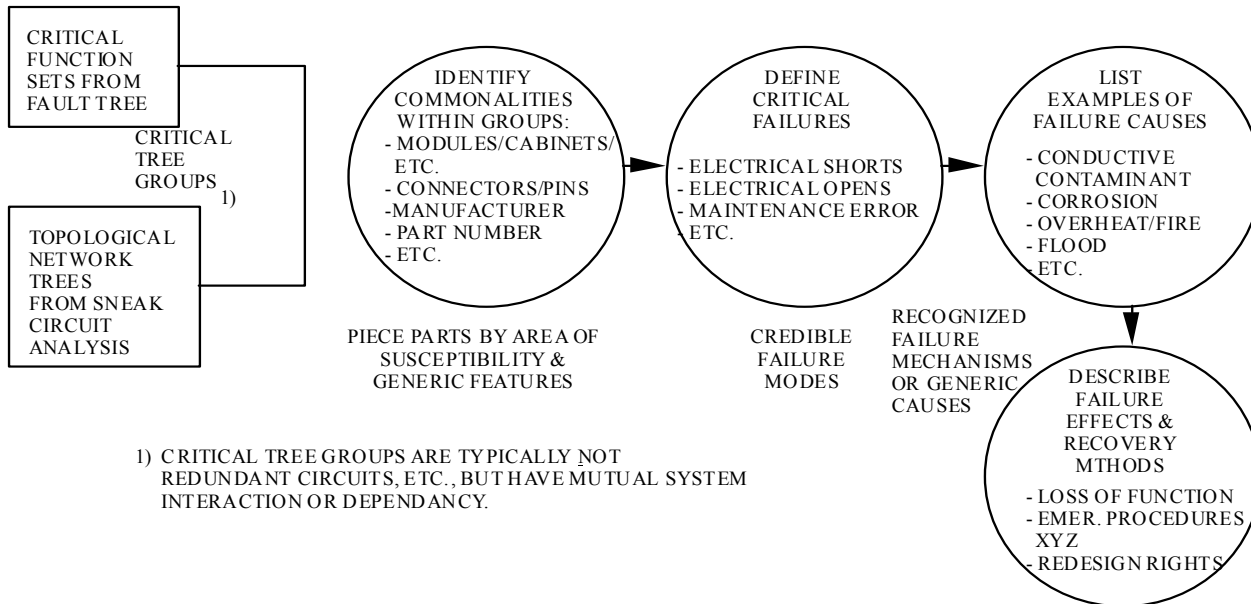 CRITICAL
FUNCTION
SETS FROM
FAULT TREE
CRITICAL
TREE
GROUPS
1)
TOPOLOGICAL
NETWORK
TREES
FROM SNEAK
CIRCUIT
ANALYSIS
IDENTIFY
COMMONALITIES
WITHIN GROUPS:
- MODULES/CABINETS/
ETC.
- CONNECTORS/PINS
-MANUFACTURER
- PART NUMBER
- ETC.
PIECE PARTS BY AREA OF
SUSCEPTIBILITY &
GENERIC FEATURES
DEFINE
CRITICAL
FAILURES
- ELECTRICAL SHORTS
- ELECTRICAL OPENS
- MAINTENANCE ERROR
- ETC.
CREDIBLE
FAILURE
MODES
LIST
EXAMPLES OF
FAILURE CAUSES
- CONDUCTIVE
CONTAMINANT
- CORROSION
- OVERHEAT/FIRE
- FLOOD
- ETC.
RECOGNIZED
FAILURE
MECHANISMS
OR GENERIC
CAUSES
DESCRIBE
FAILURE
EFFECTS &
RECOVERY
MTHODS
- LOSS OF FUNCTION
- EMER. PROCEDURES
XYZ
- REDESIGN RIGHTS
1) CRITICAL TREE GROUPS ARE TYPICALLY NOT
REDUNDANT CIRCUITS, ETC., BUT HAVE MUTUAL SYSTEM
INTERACTION OR DEPENDANCY.